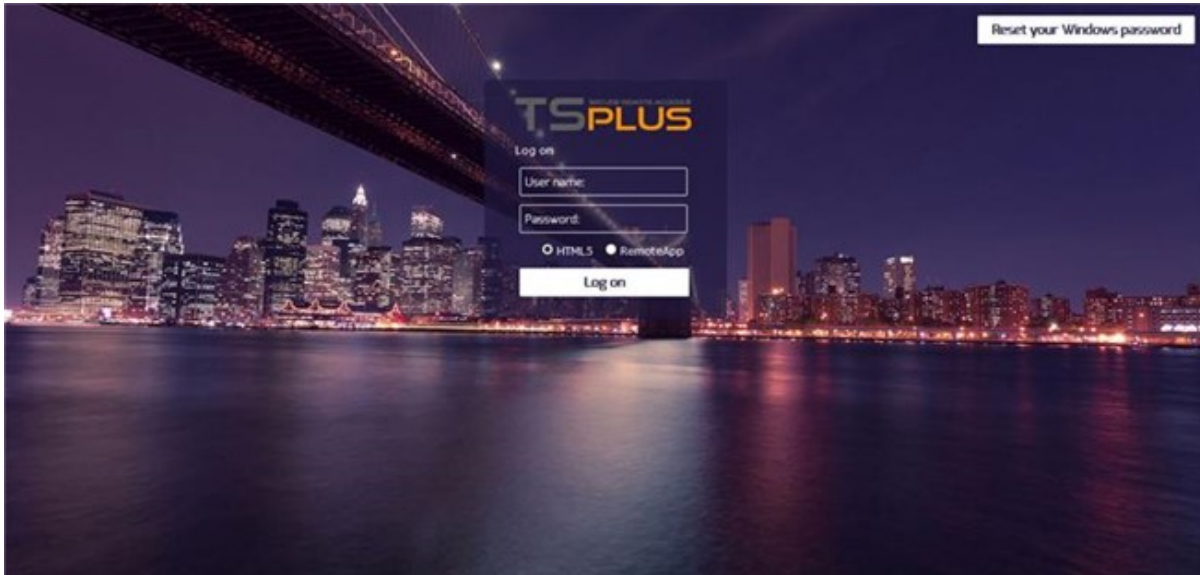 Reset your Windows password
TSPLUS
Log on
User name:
Password:
HTML5 RemoteApp
Log on